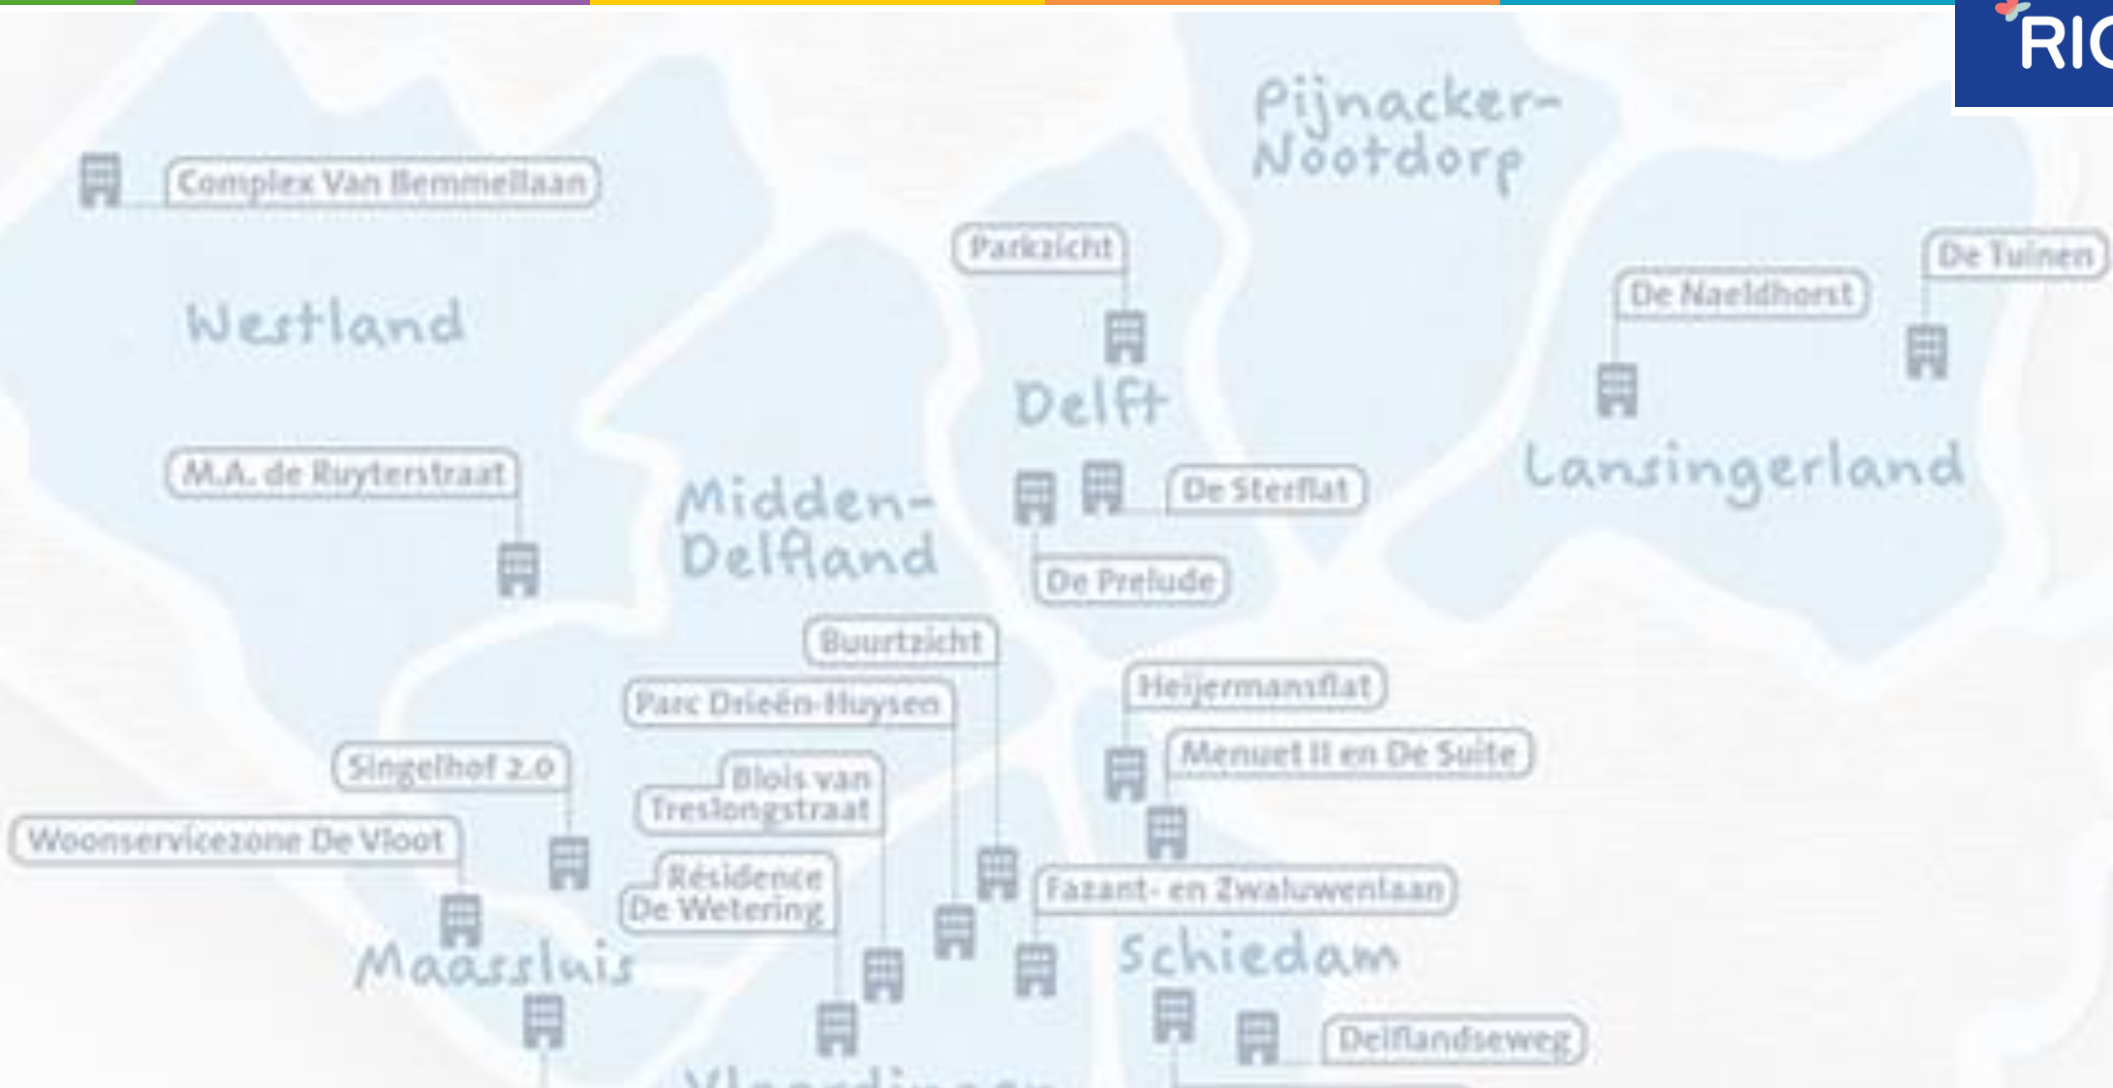 RIG
Pijnacker-
Nootdorp
Complex Van Bemmellaan
Parkzicht
De Tuinen
De Naeldhorst
Westland
Delft
M.A. de Ruyterstraat
Lansingerland
Midden-
Delfland
De Sterflat
De Prelude
Buurtzicht
Heijermansflat
Parc Drieën-Huysen
Menuet II en De Suite
Singelhof 2.0
Blois van
Treslongstraat
Woonservicezone De Vloot
Résidence
De Wetering
Fazant- en Zwaluwenlaan
Maassluis
Schiedam
Delflandseweg
Vlaardingen